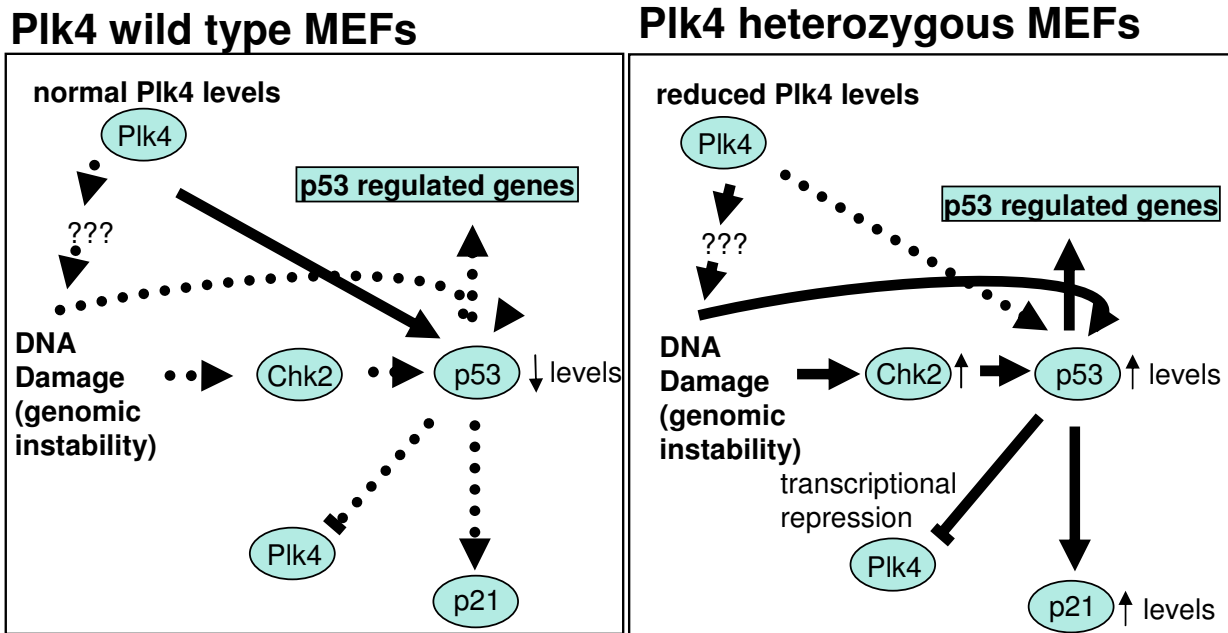 Plk4 wild type MEFs
normal Plk4 levels
Plk4
p53 regulated genes
???
DNA
Damage
(genomic
instability)
Chk2
p53
levels
Plk4
p21
Plk4 heterozygous MEFs
reduced Plk4 levels
Plk4
p53 regulated genes
???
DNA
Damage
(genomic
instability)
Chk2
p53
levels
transcriptional
repression
Plk4
p21
levels